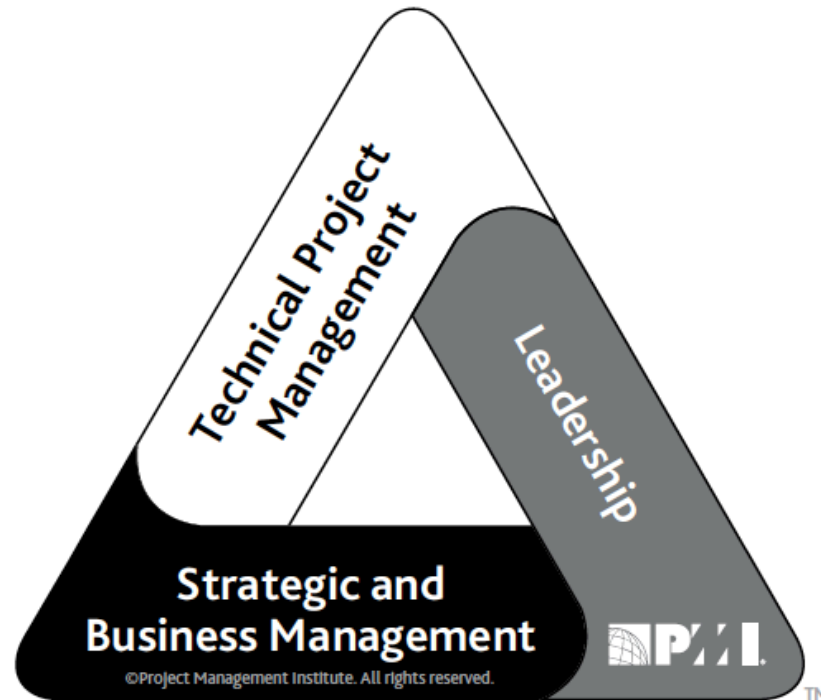 Technical Project
Management
Leadership
Strategic and
Business Management
©Project Management Institute. All rights reserved.
PMI.
TM